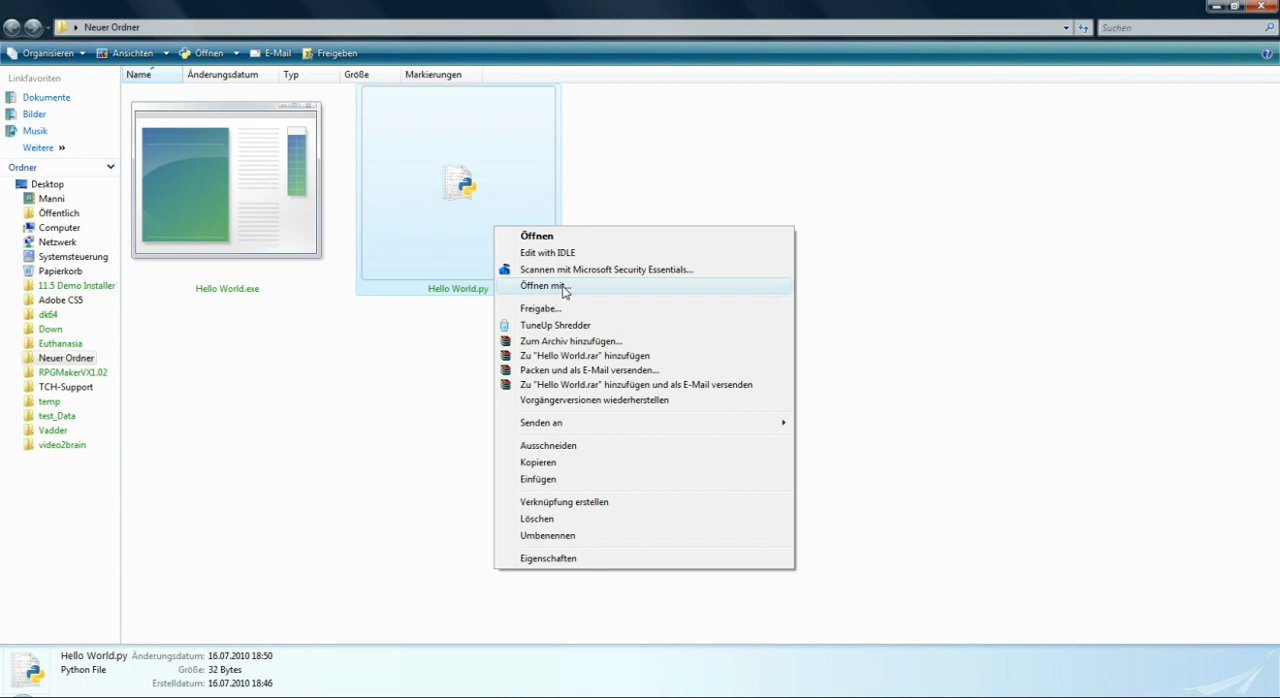 Neuer Ordner
Suchen
Organisieren Ansichten Öffnen E-Mail Freigeben
Linkfavoriten
Dokumente
Bilder
Musik
Weitere »
Ordner
Desktop
Manni
Öffentlich
Computer
Netzwerk
Systemsteuerung
Papierkorb
11.5 Demo Installer
Adobe CS5
dk64
Down
Euthanasia
Neuer Ordner
RPGMakerVX1.02
TCH-Support
temp
test_Data
Vadder
video2brain
Name Änderungsdatum Typ Größe Markierungen
Hello World.exe
Hello World.py
Öffnen
Edit with IDLE
Scannen mit Microsoft Security Essentials...
Öffnen mit...
Freigabe...
TuneUp Shredder
Zum Archiv hinzufügen...
Zu "Hello World.rar" hinzufügen
Packen und als E-Mail versenden...
Zu "Hello World.rar" hinzufügen und als E-Mail versenden
Vorgängerversionen wiederherstellen
Senden an
Ausschneiden
Kopieren
Einfügen
Verknüpfung erstellen
Löschen
Umbenennen
Eigenschaften
Hello World.py Änderungsdatum: 16.07.2010 18:50
Python File Größe: 32 Bytes
Erstelldatum: 16.07.2010 18:46